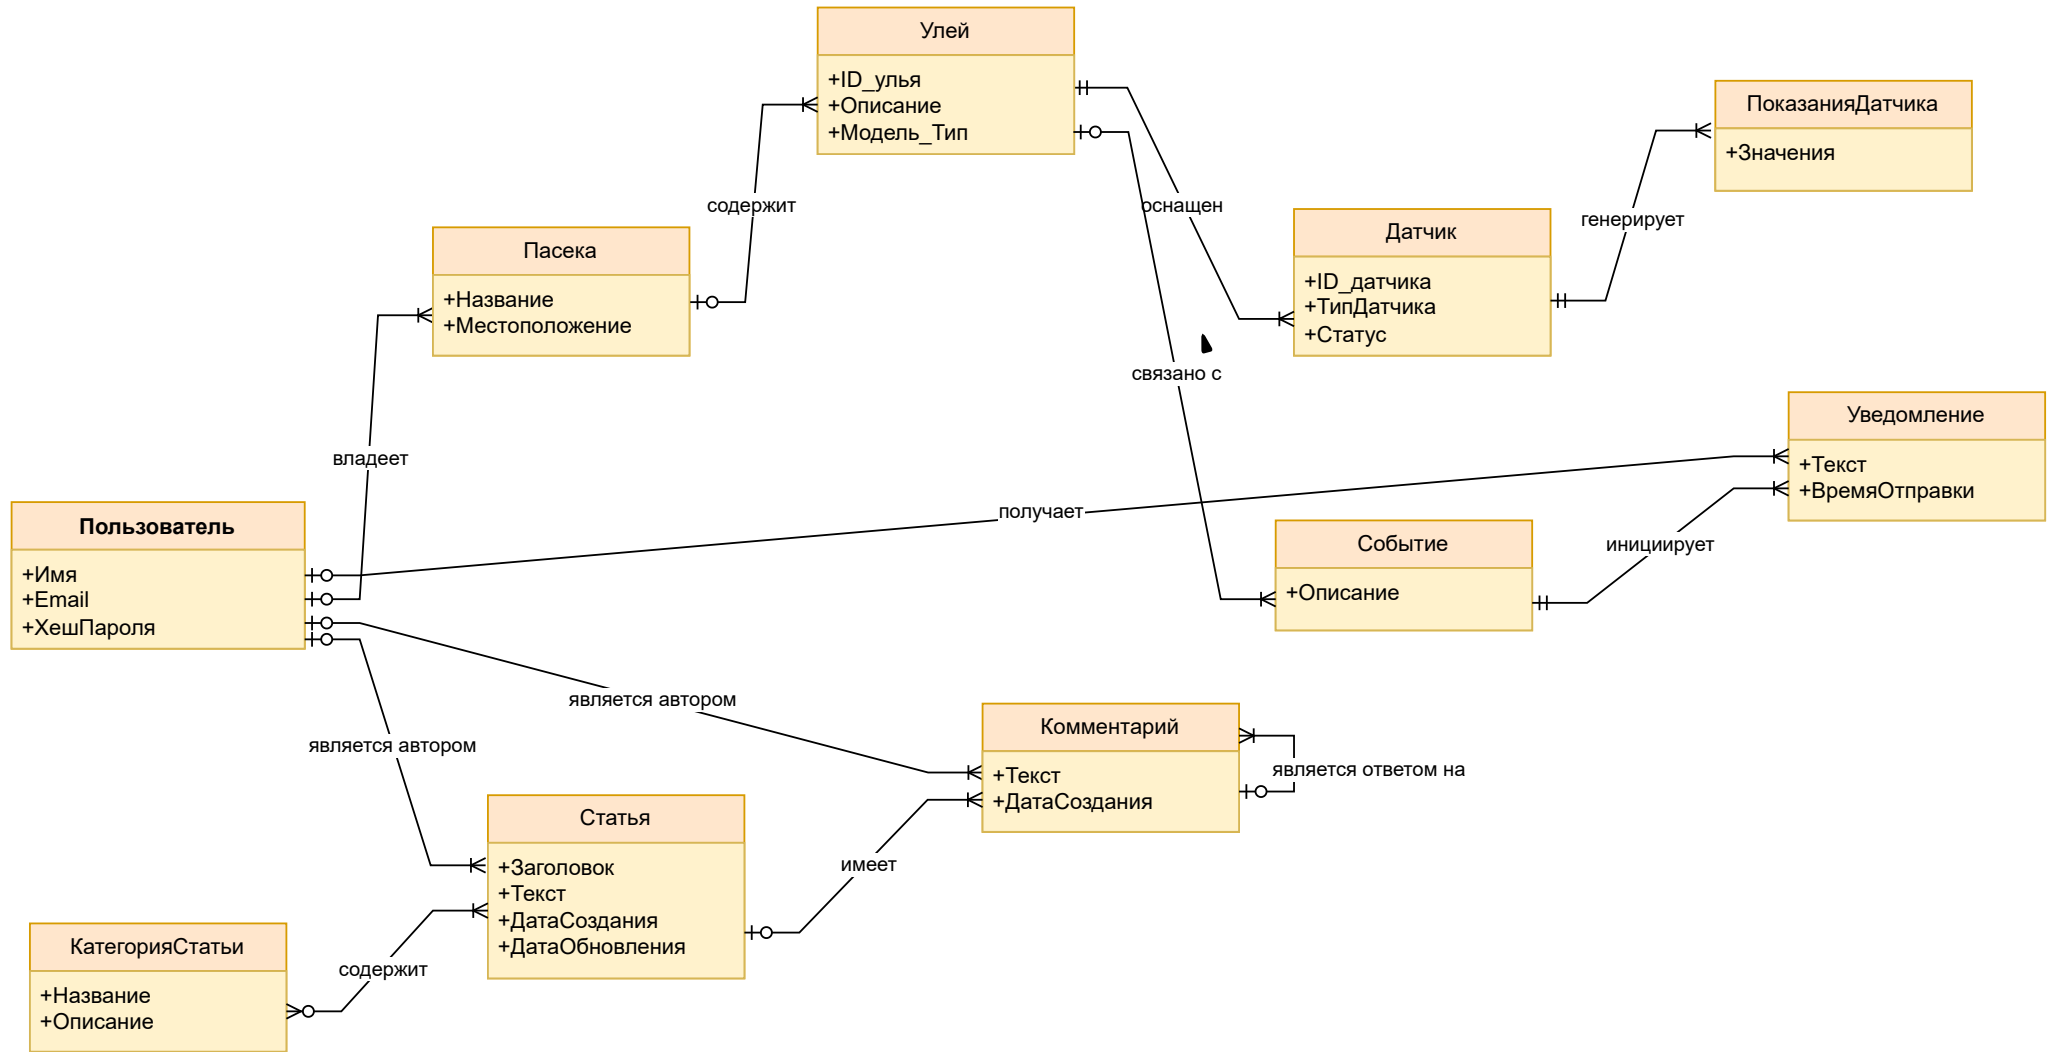 Улей
+ID_улья
+Описание
+Модель_Тип
ПоказанияДатчика
+Значения
содержит
оснащен
генерирует
Датчик
+ID_датчика
+ТипДатчика
+Статус
Пасека
+Название
+Местоположение
связано с
Уведомление
+Текст
+ВремяОтправки
владеет
получает
Пользователь
+Имя
+Email
+ХешПароля
Событие
+Описание
инициирует
является автором
является автором
Комментарий
+Текст
+ДатаСоздания
является ответом на
Статья
+Заголовок
+Текст
+ДатаСоздания
+ДатаОбновления
имеет
КатегорияСтатьи
+Название
+Описание
содержит